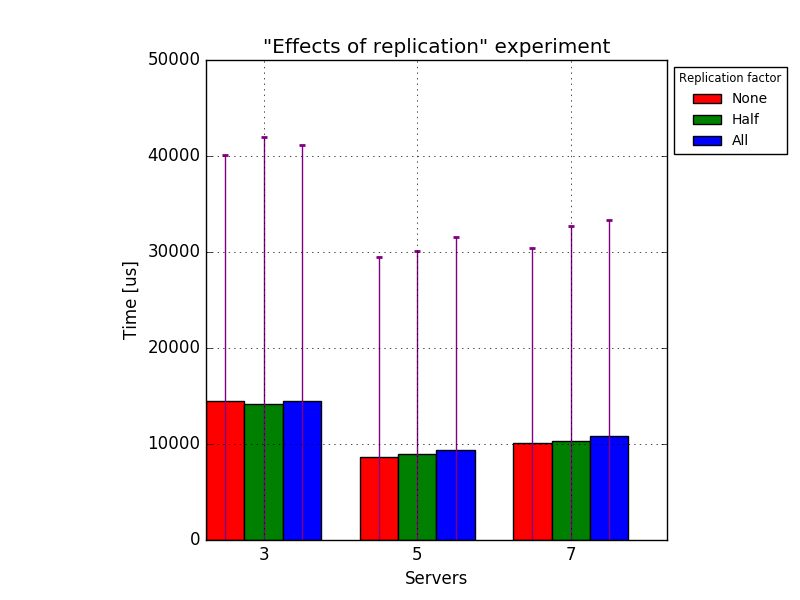 "Effects of replication" experiment
50000
40000
30000
20000
10000
0
Time [us]
3 5 7
Servers
Replication factor
None
Half
All